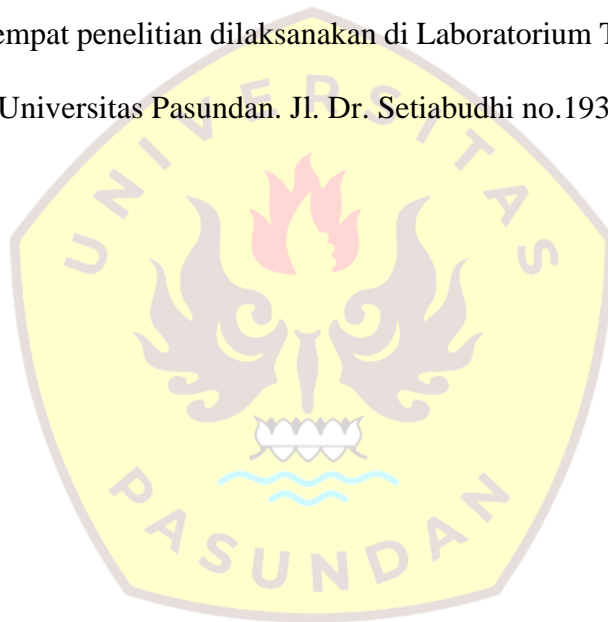 empat penelitian dilaksanakan di Laboratorium T
Universitas Pasundan. Jl. Dr. Setiabudhi no.193
UNIVERSITAS
PASUNDAN